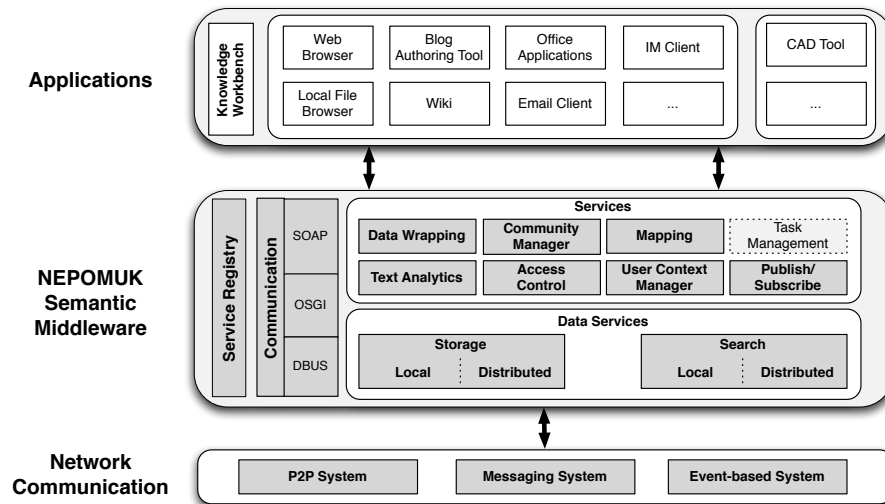 Applications
Knowledge
Workbench
Web
Browser
Blog
Authoring Tool
Office
Applications
IM Client
CAD Tool
Local File
Browser
Wiki
Email Client
...
...
NEPOMUK
Semantic
Middleware
Service Registry
Communication
SOAP
OSGI
DBUS
Services
Data Wrapping
Community
Manager
Mapping
Task
Management
Text Analytics
Access
Control
User Context
Manager
Publish/
Subscribe
Data Services
Storage
Local
Distributed
Search
Local
Distributed
Network
Communication
P2P System
Messaging System
Event-based System